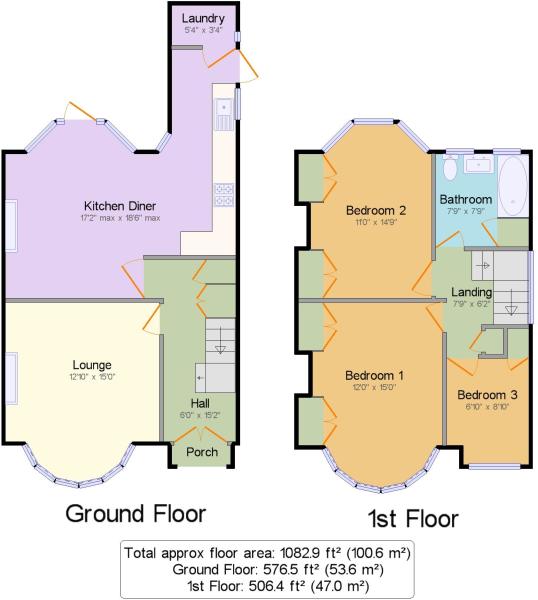 Laundry
5'4" x 3'4"
Kitchen Diner
17'2" max x 18'6" max
Lounge
12'10" x 15'0"
Hall
6'0" x 15'2"
Porch
Bedroom 2
11'0" x 14'9"
Bathroom
7'9" x 7'9"
Landing
7'9" x 6'2"
Bedroom 1
12'0" x 15'0"
Bedroom 3
6'10" x 8'10"
Ground Floor
1st Floor
Total approx floor area: 1082.9 ft² (100.6 m²)
Ground Floor: 576.5 ft² (53.6 m²)
1st Floor: 506.4 ft² (47.0 m²)